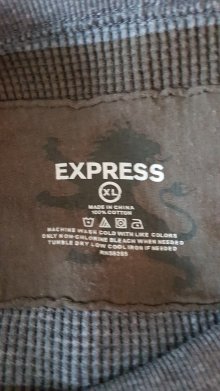 EXPRESS
XL
MADE IN CHINA
100% COTTON
MACHINE WASH COLD WITH LIKE COLORS
ONLY NON-CHLORINE BLEACH WHEN NEEDED
TUMBLE DRY LOW COOL IRON IF NEEDED